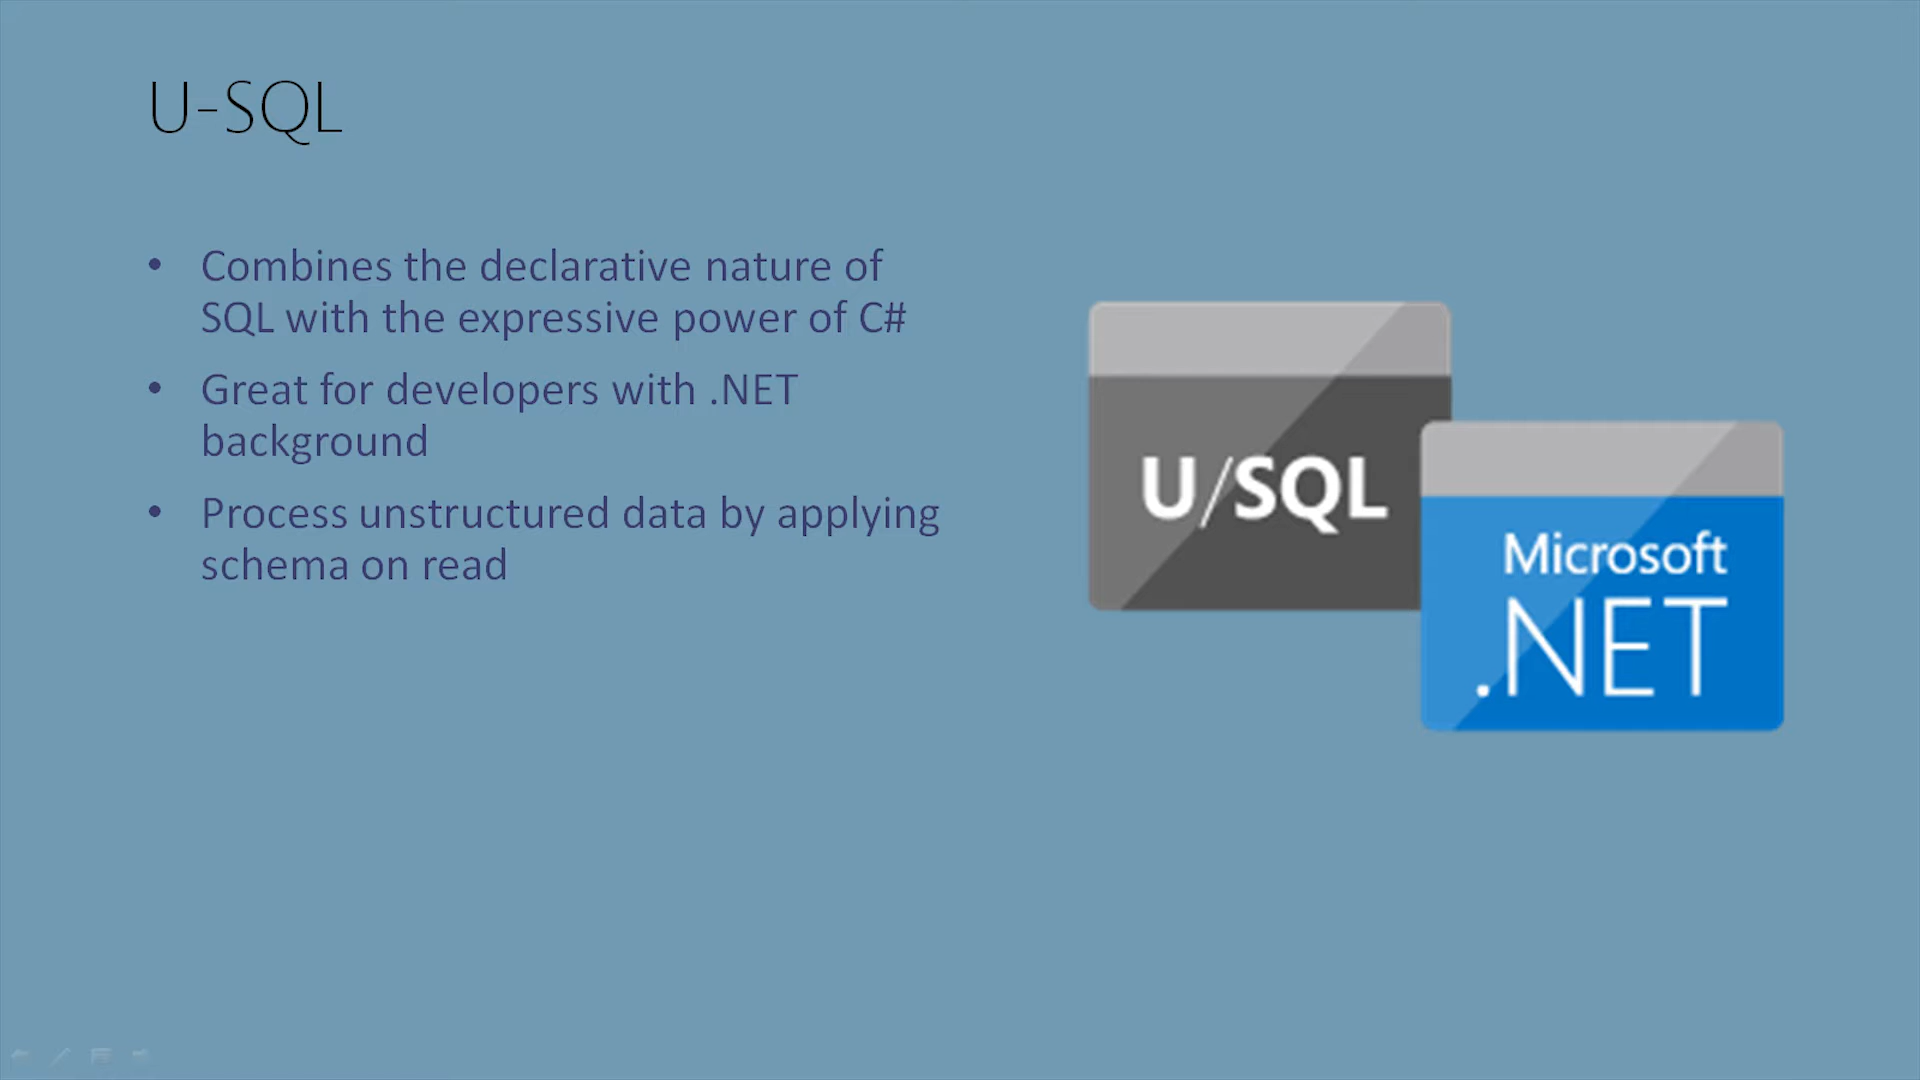 U-SQL
• Combines the declarative nature of
SQL with the expressive power of C#
• Great for developers with .NET
background
• Process unstructured data by applying
schema on read
U/SQL
Microsoft
.NET